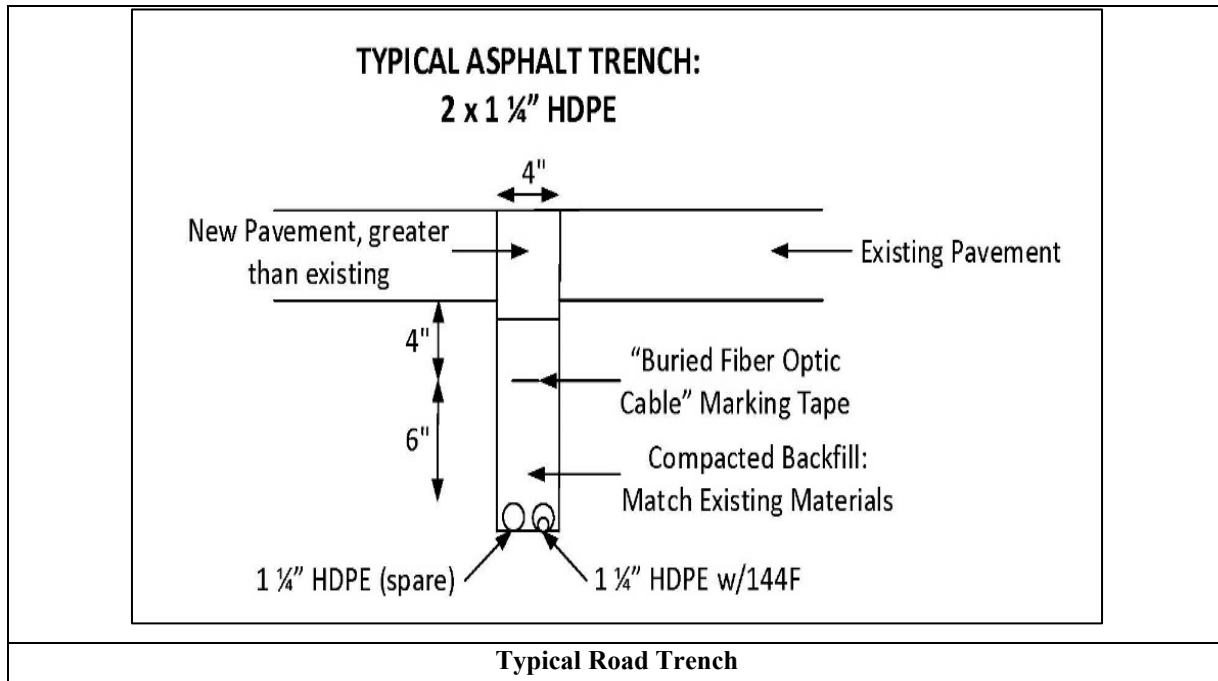 TYPICAL ASPHALT TRENCH:
2 x 1 ¼” HDPE
4"
New Pavement, greater
than existing
Existing Pavement
4"
“Buried Fiber Optic
Cable” Marking Tape
6"
Compacted Backfill:
Match Existing Materials
1 ¼” HDPE (spare)
1 ¼” HDPE w/144F
Typical Road Trench